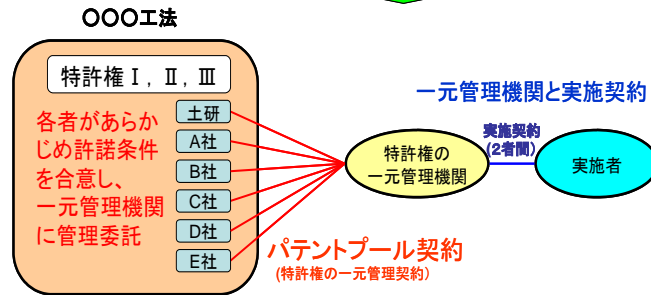 〇〇〇工法
特許権Ⅰ，Ⅱ，Ⅲ
各者があらか
じめ許諾条件
を合意し、
一元管理機関
に管理委託
土研
A社
B社
C社
D社
E社
一元管理機関と実施契約
実施契約
(2者間)
特許権の
一元管理機関
実施者
パテントプール契約
(特許権の一元管理契約)